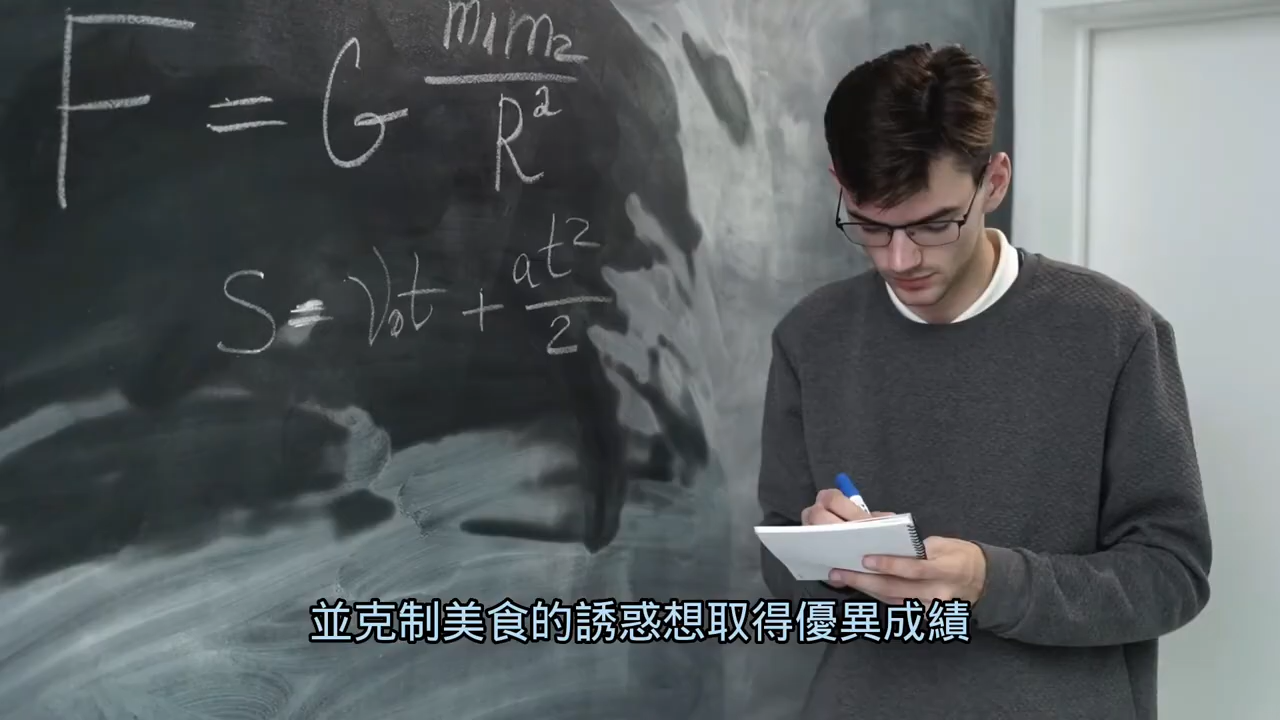 F = G m₁m₂/R²
S = V₀t + at²/2
並克制美食的誘惑想取得優異成績